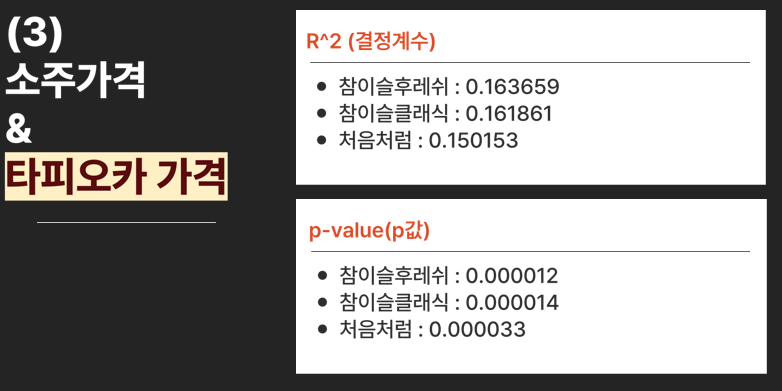 (3)
소주가격
&
타피오카 가격
R^2 (결정계수)
• 참이슬후레쉬 : 0.163659
• 참이슬클래식 : 0.161861
• 처음처럼 : 0.150153
p-value(p값)
• 참이슬후레쉬 : 0.000012
• 참이슬클래식 : 0.000014
• 처음처럼 : 0.000033